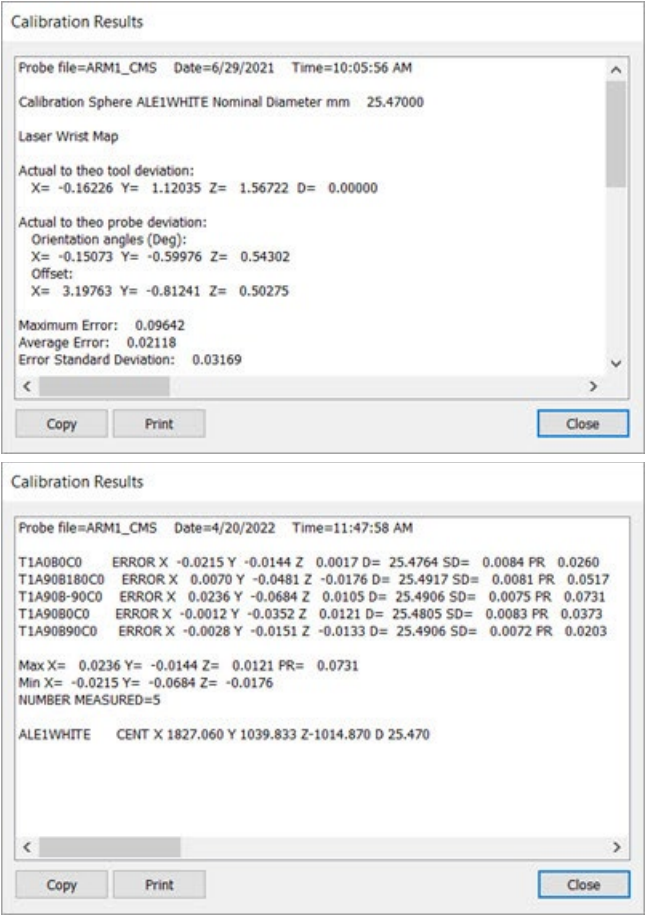 Calibration Results
Probe file=ARM1_CMS Date=6/29/2021 Time=10:05:56 AM
Calibration Sphere ALE1WHITE Nominal Diameter mm 25.47000
Laser Wrist Map
Actual to theo tool deviation:
X= -0.16226 Y= 1.12035 Z= 1.56722 D= 0.00000
Actual to theo probe deviation:
Orientation angles (Deg):
X= -0.15073 Y= -0.59976 Z= 0.54302
Offset:
X= 3.19763 Y= -0.81241 Z= 0.50275
Maximum Error: 0.09642
Average Error: 0.02118
Error Standard Deviation: 0.03169
Copy Print Close
Calibration Results
Probe file=ARM1_CMS Date=4/20/2022 Time=11:47:58 AM
T1A0B0C0 ERROR X -0.0215 Y -0.0144 Z 0.0017 D= 25.4764 SD= 0.0084 PR 0.0260
T1A90B180C0 ERROR X 0.0070 Y -0.0481 Z -0.0176 D= 25.4917 SD= 0.0081 PR 0.0517
T1A90B-90C0 ERROR X 0.0236 Y -0.0684 Z 0.0105 D= 25.4906 SD= 0.0075 PR 0.0731
T1A90B0C0 ERROR X -0.0012 Y -0.0352 Z 0.0121 D= 25.4805 SD= 0.0083 PR 0.0373
T1A90B90C0 ERROR X -0.0028 Y -0.0151 Z -0.0133 D= 25.4906 SD= 0.0072 PR 0.0203
Max X= 0.0236 Y= -0.0144 Z= 0.0121 PR= 0.0731
Min X= -0.0215 Y= -0.0684 Z= -0.0176
NUMBER MEASURED=5
ALE1WHITE CENT X 1827.060 Y 1039.833 Z-1014.870 D 25.470
Copy Print Close